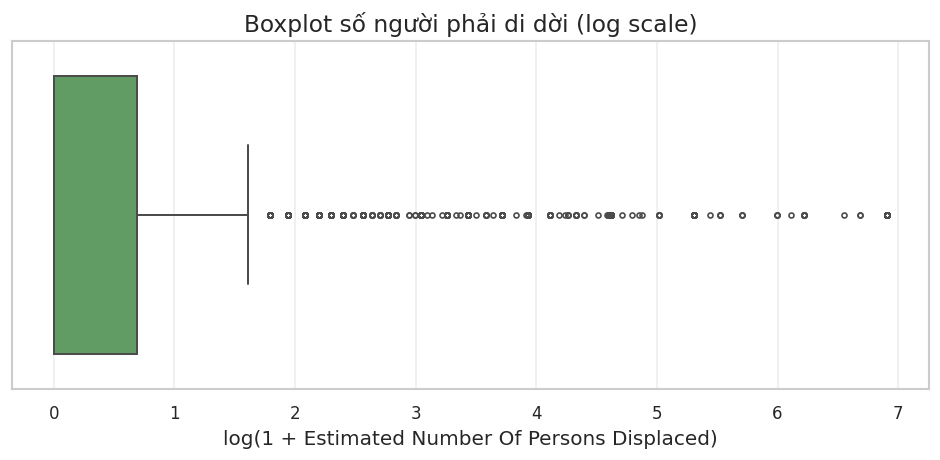 Boxplot số người phải di dời (log scale)
0 1 2 3 4 5 6 7
log(1 + Estimated Number Of Persons Displaced)